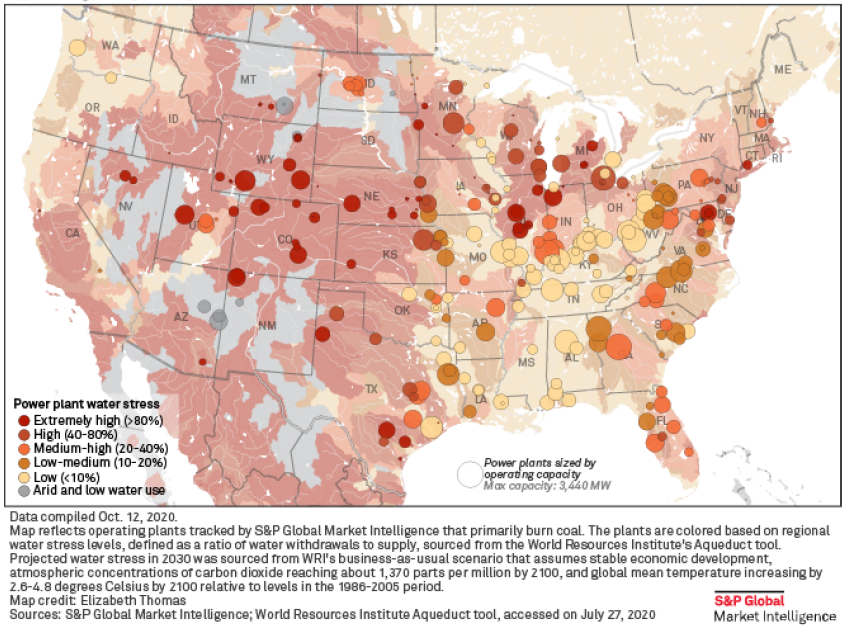 WA
ME
MT
ND
MN
VT
NH
OR
ID
SD
MI
NY
MA
CT
RI
WY
IA
PA
NJ
NE
OH
NV
IN
DE
CA
CO
KS
MO
WV
VA
KY
AZ
NM
OK
TN
NC
AR
SC
TX
MS
AL
GA
LA
FL
Power plant water stress
Extremely high (>80%)
High (40-80%)
Medium-high (20-40%)
Low-medium (10-20%)
Low (<10%)
Arid and low water use
Power plants sized by
operating capacity
Max capacity: 3,440 MW
Data compiled Oct. 12, 2020.
Map reflects operating plants tracked by S&P Global Market Intelligence that primarily burn coal. The plants are colored based on regional
water stress levels, defined as a ratio of water withdrawals to supply, sourced from the World Resources Institute's Aqueduct tool.
Projected water stress in 2030 was sourced from WRI's business-as-usual scenario that assumes stable economic development,
atmospheric concentrations of carbon dioxide reaching about 1,370 parts per million by 2100, and global mean temperature increasing by
2.6-4.8 degrees Celsius by 2100 relative to levels in the 1986-2005 period.
Map credit: Elizabeth Thomas
Sources: S&P Global Market Intelligence; World Resources Institute Aqueduct tool, accessed on July 27, 2020
S&P Global
Market Intelligence